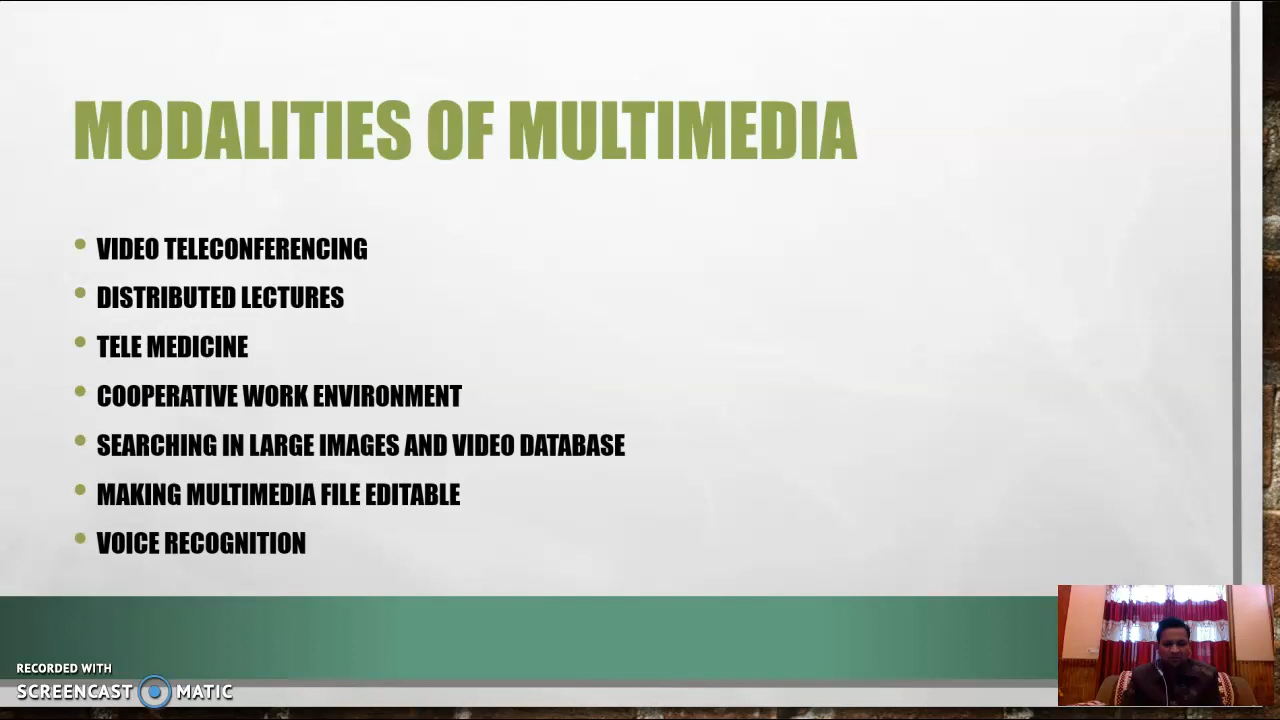 MODALITIES OF MULTIMEDIA
• VIDEO TELECONFERENCING
• DISTRIBUTED LECTURES
• TELE MEDICINE
• COOPERATIVE WORK ENVIRONMENT
• SEARCHING IN LARGE IMAGES AND VIDEO DATABASE
• MAKING MULTIMEDIA FILE EDITABLE
• VOICE RECOGNITION
RECORDED WITH
SCREENCAST MATIC